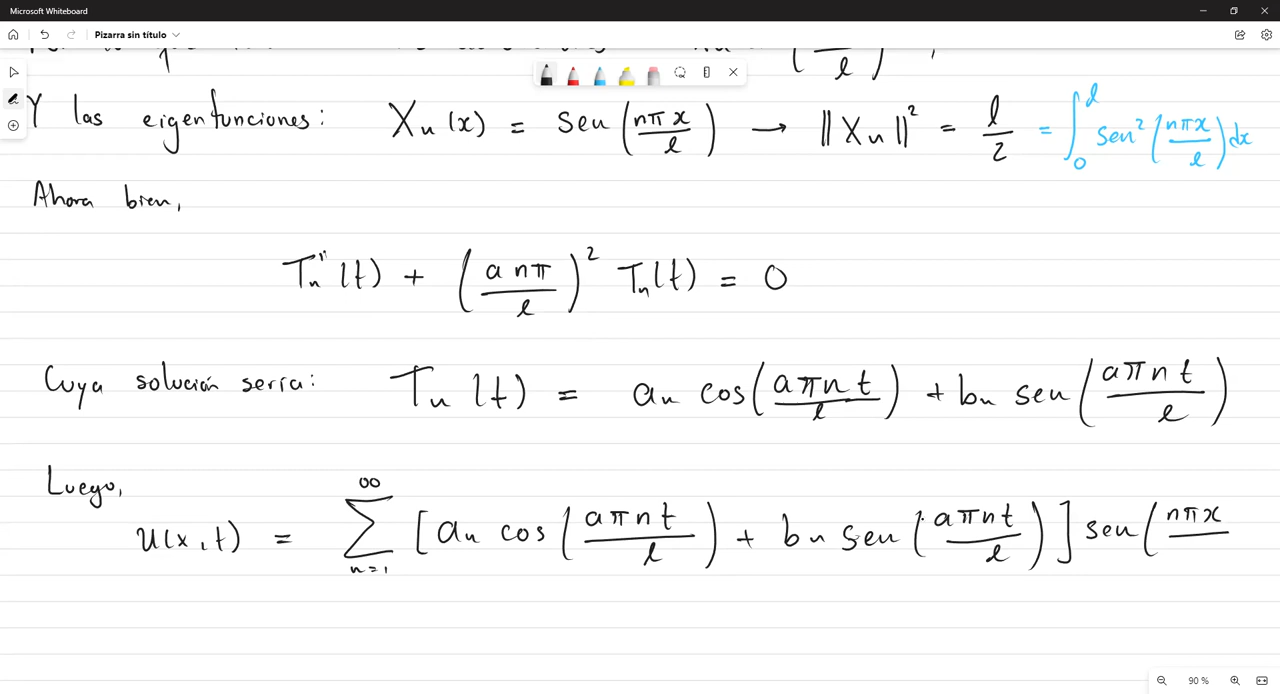 Microsoft Whiteboard
Pizarra sin título
Y las eigenfunciones: Xn(x) = sen(nπx/l) → ||Xn||² = l/2 = ∫₀ˡ sen²(nπx/l)dx
Ahora bien,
Tn''(t) + (anπ/l)² Tn(t) = 0
Cuya solución sería: Tn(t) = an cos(aπnt/l) + bn sen(aπnt/l)
Luego,
u(x,t) = ∑_{n=1}^{∞} [an cos(aπnt/l) + bn sen(aπnt/l)] sen(nπx
90 %